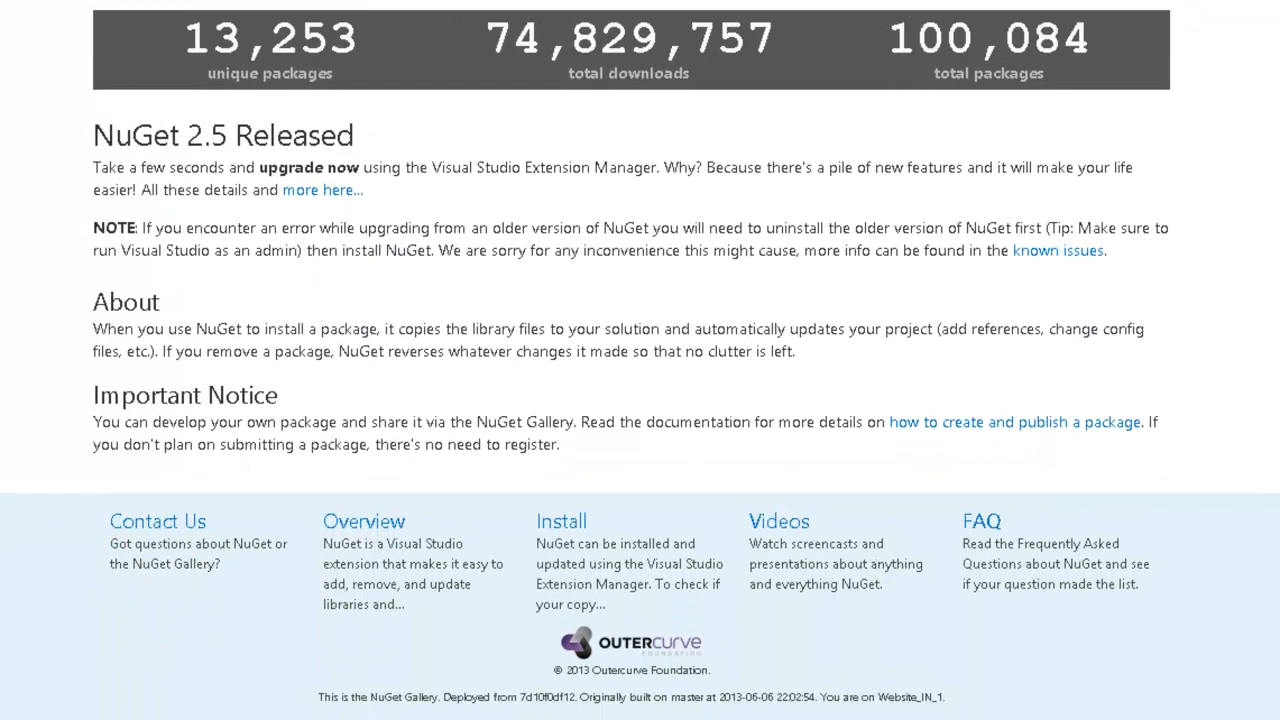 13,253 74,829,757 100,084
unique packages total downloads total packages
NuGet 2.5 Released
Take a few seconds and upgrade now using the Visual Studio Extension Manager. Why? Because there's a pile of new features and it will make your life
easier! All these details and more here...
NOTE: If you encounter an error while upgrading from an older version of NuGet you will need to uninstall the older version of NuGet first (Tip: Make sure to
run Visual Studio as an admin) then install NuGet. We are sorry for any inconvenience this might cause, more info can be found in the known issues.
About
When you use NuGet to install a package, it copies the library files to your solution and automatically updates your project (add references, change config
files, etc.). If you remove a package, NuGet reverses whatever changes it made so that no clutter is left.
Important Notice
You can develop your own package and share it via the NuGet Gallery. Read the documentation for more details on how to create and publish a package. If
you don't plan on submitting a package, there's no need to register.
Contact Us
Got questions about NuGet or
the NuGet Gallery?
Overview
NuGet is a Visual Studio
extension that makes it easy to
add, remove, and update
libraries and...
Install
NuGet can be installed and
updated using the Visual Studio
Extension Manager. To check if
your copy...
Videos
Watch screencasts and
presentations about anything
and everything NuGet.
FAQ
Read the Frequently Asked
Questions about NuGet and see
if your question made the list.
OUTERCURVE
FOUNDATION
© 2013 Outercurve Foundation.
This is the NuGet Gallery. Deployed from 7d10f0df12. Originally built on master at 2013-06-06 22:02:54. You are on Website_IN_1.